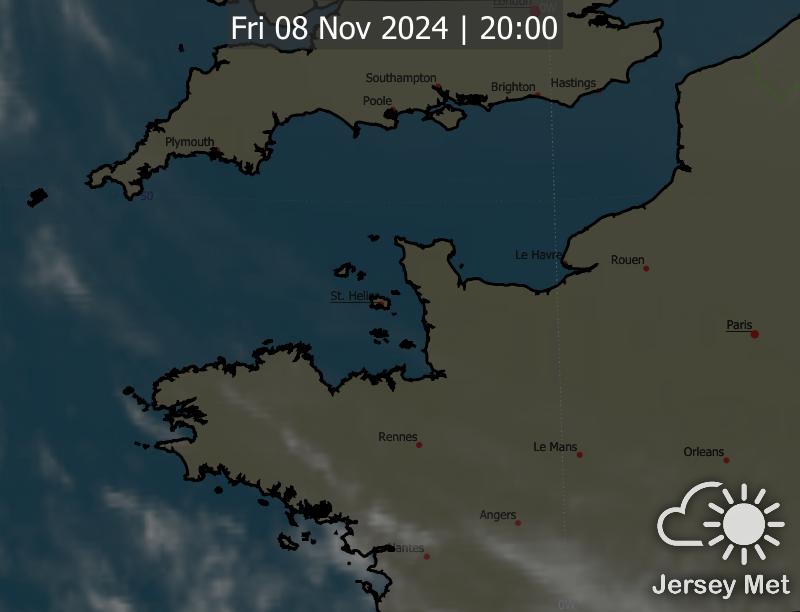 London
0W
Fri 08 Nov 2024 | 20:00
Southampton
Brighton
Hastings
Poole
Plymouth
50
Le Havre
Rouen
St. Helier
Paris
Rennes
Le Mans
Orleans
Angers
Nantes
Jersey Met
0W